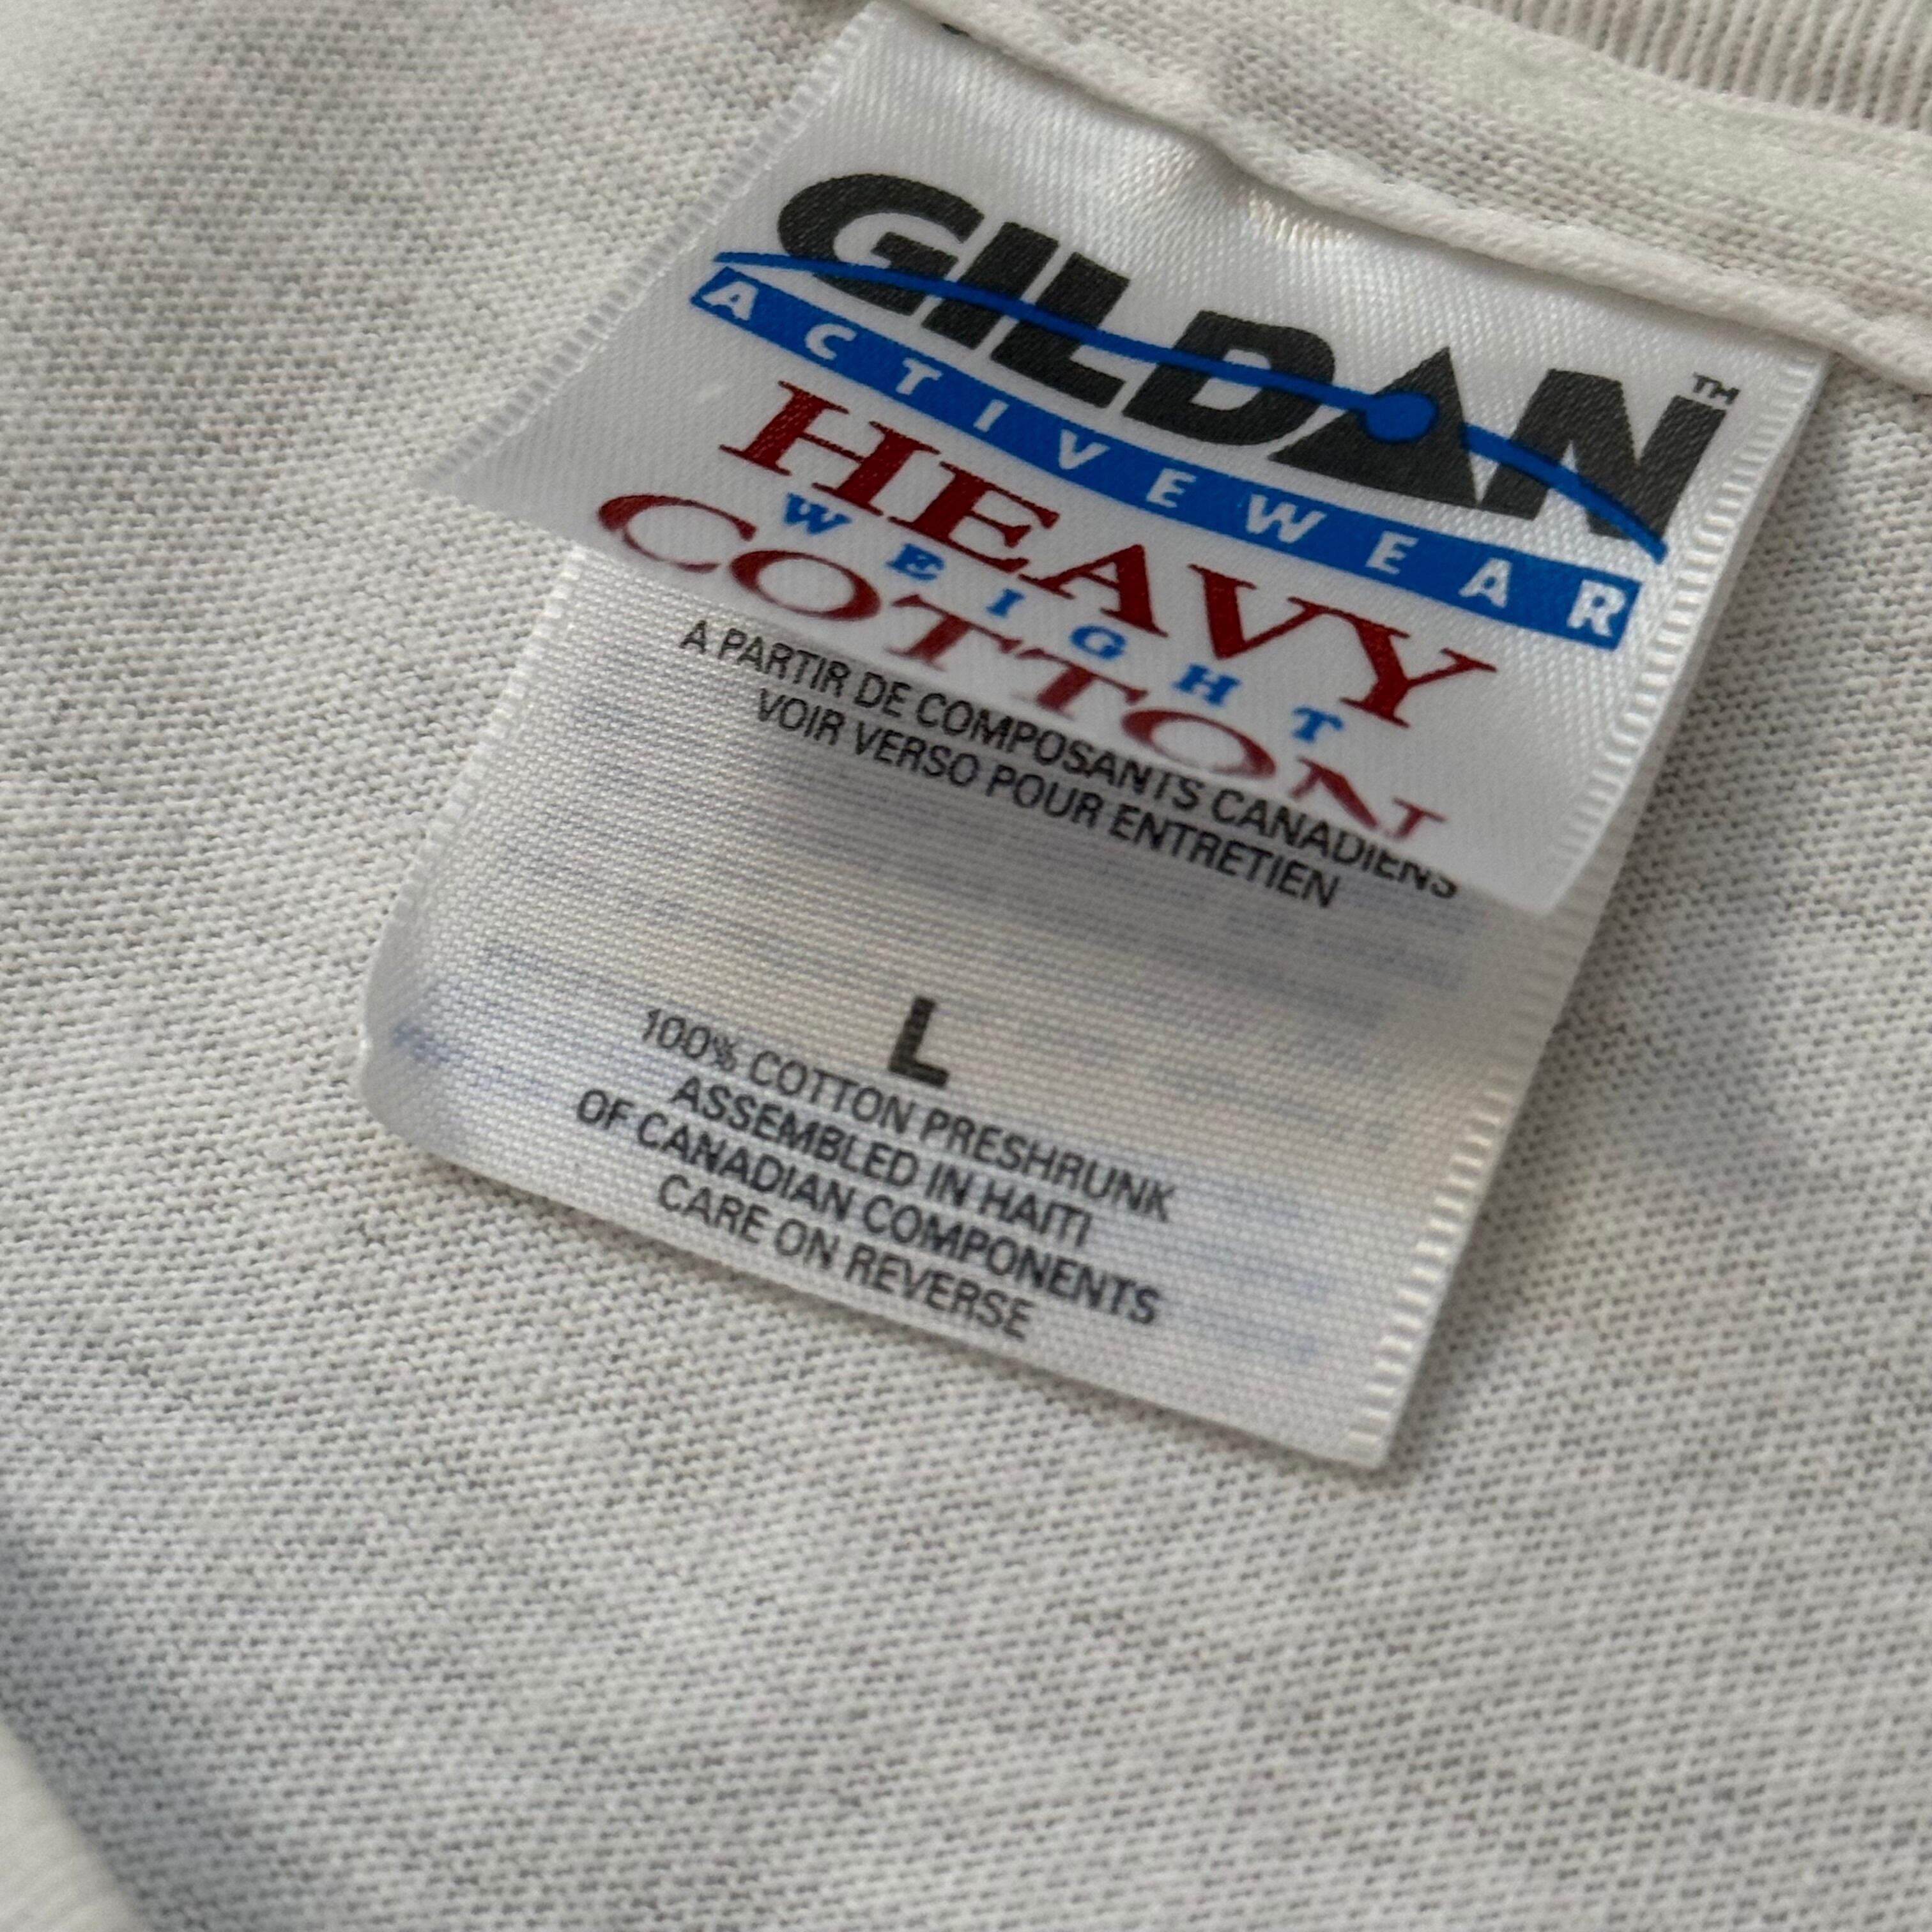 GILDAN™
ACTIVEWEAR
HEAVY
WEIGHT
COTTON
A PARTIR DE COMPOSANTS CANADIENS
VOIR VERSO POUR ENTRETIEN
L
100% COTTON PRESHRUNK
ASSEMBLED IN HAITI
OF CANADIAN COMPONENTS
CARE ON REVERSE